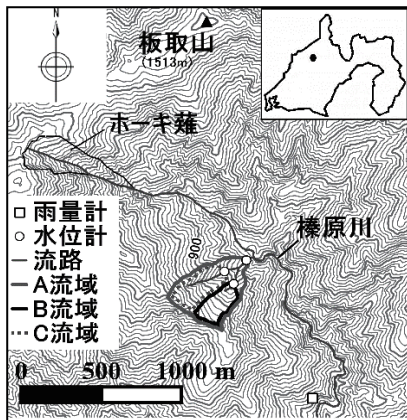 N
板取山
(1513m)
ホーキ薙
□雨量計
○水位計
900
榛原川
流路
A流域
B流域
C流域
0 500 1000 m